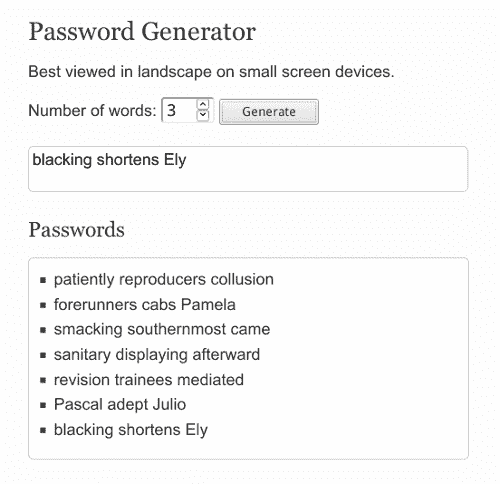 Password Generator
Best viewed in landscape on small screen devices.
Number of words: 3 Generate
blacking shortens Ely
Passwords
patiently reproducers collusion
forerunners cabs Pamela
smacking southernmost came
sanitary displaying afterward
revision trainees mediated
Pascal adept Julio
blacking shortens Ely